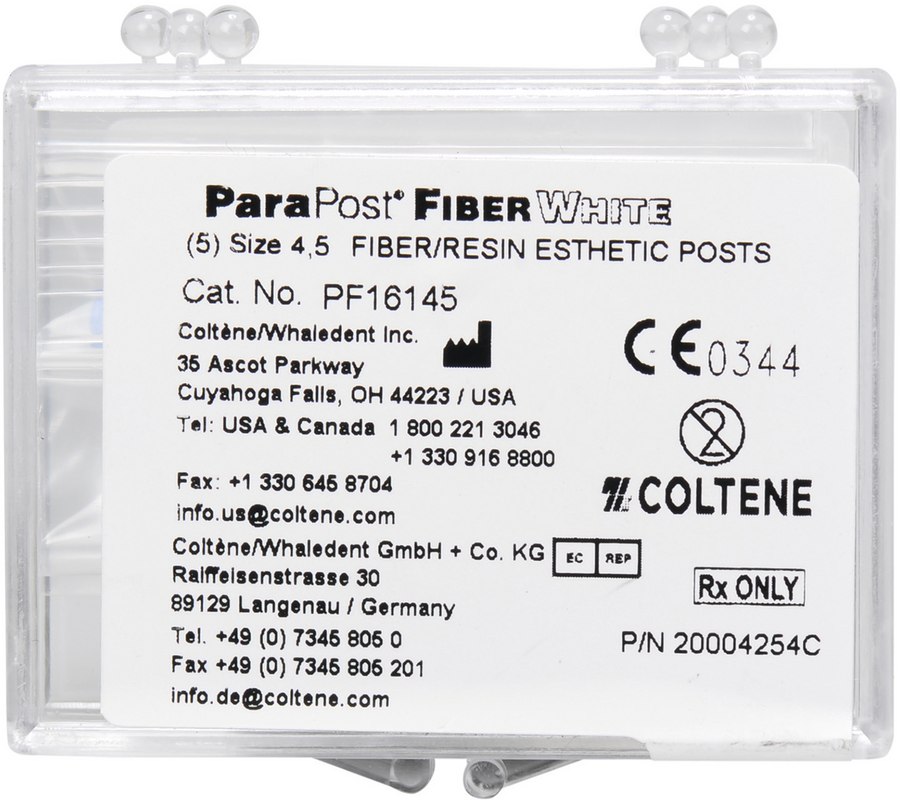 ParaPost® FIBER WHITE
(5) Size 4,5 FIBER/RESIN ESTHETIC POSTS
Cat. No. PF16145
Coltène/Whaledent Inc.
35 Ascot Parkway
Cuyahoga Falls, OH 44223 / USA
Tel: USA & Canada 1 800 221 3046
+1 330 916 8800
Fax: +1 330 645 8704
info.us@coltene.com
CE 0344
2
COLTENE
Coltène/Whaledent GmbH + Co. KG
EC REP
Raiffeisenstrasse 30
89129 Langenau / Germany
Tel. +49 (0) 7345 805 0
Fax +49 (0) 7345 805 201
info.de@coltene.com
Rx ONLY
P/N 20004254C